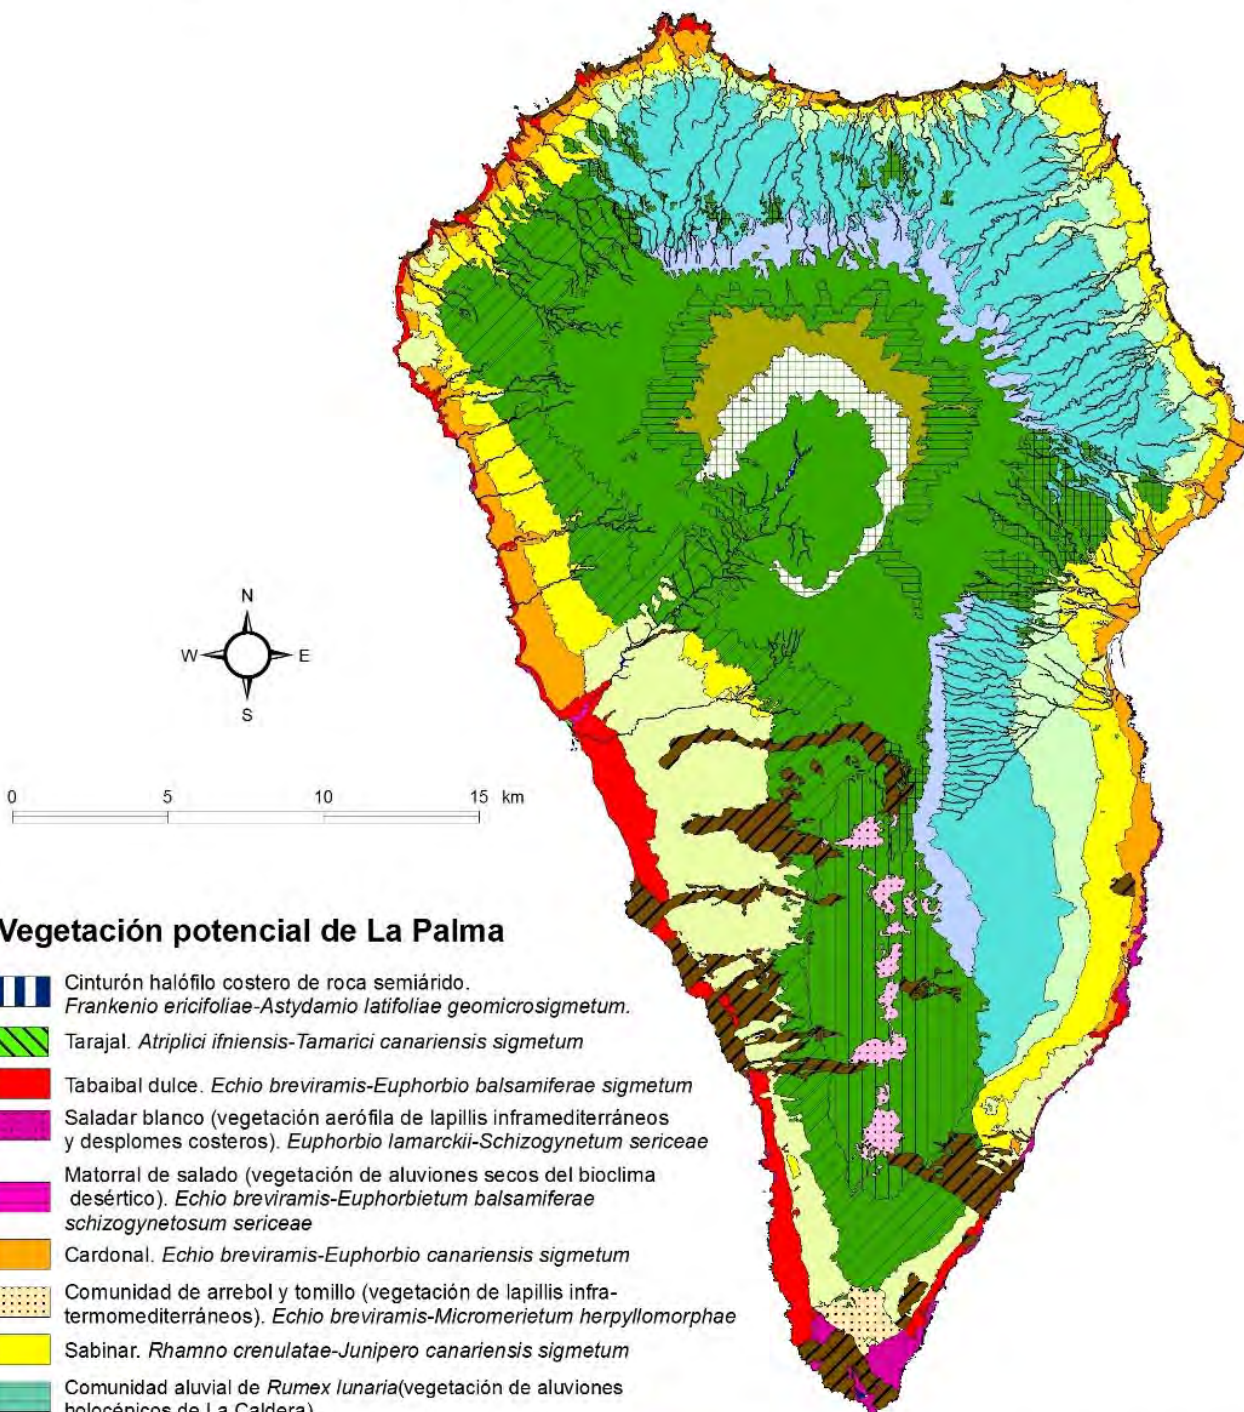 N
W E
S
0 5 10 15 km
Vegetación potencial de La Palma
Cinturón halófilo costero de roca semiárido.
Frankenio ericifoliae-Astydamio latifoliae geomicrosigmetum.
Tarajal. Atriplici ifniensis-Tamarici canariensis sigmetum
Tabaibal dulce. Echio breviramis-Euphorbio balsamiferae sigmetum
Saladar blanco (vegetación aerófila de lapillis inframediterráneos
y desplomes costeros). Euphorbio lamarckii-Schizogynetum sericeae
Matorral de salado (vegetación de aluviones secos del bioclima
desértico). Echio breviramis-Euphorbietum balsamiferae
schizogynetosum sericeae
Cardonal. Echio breviramis-Euphorbio canariensis sigmetum
Comunidad de arrebol y tomillo (vegetación de lapillis infra-
termomediterráneos). Echio breviramis-Micromerietum herpyllomorphae
Sabinar. Rhamno crenulatae-Junipero canariensis sigmetum
Comunidad aluvial de Rumex lunaria(vegetación de aluviones
holocénicos de La Caldera)